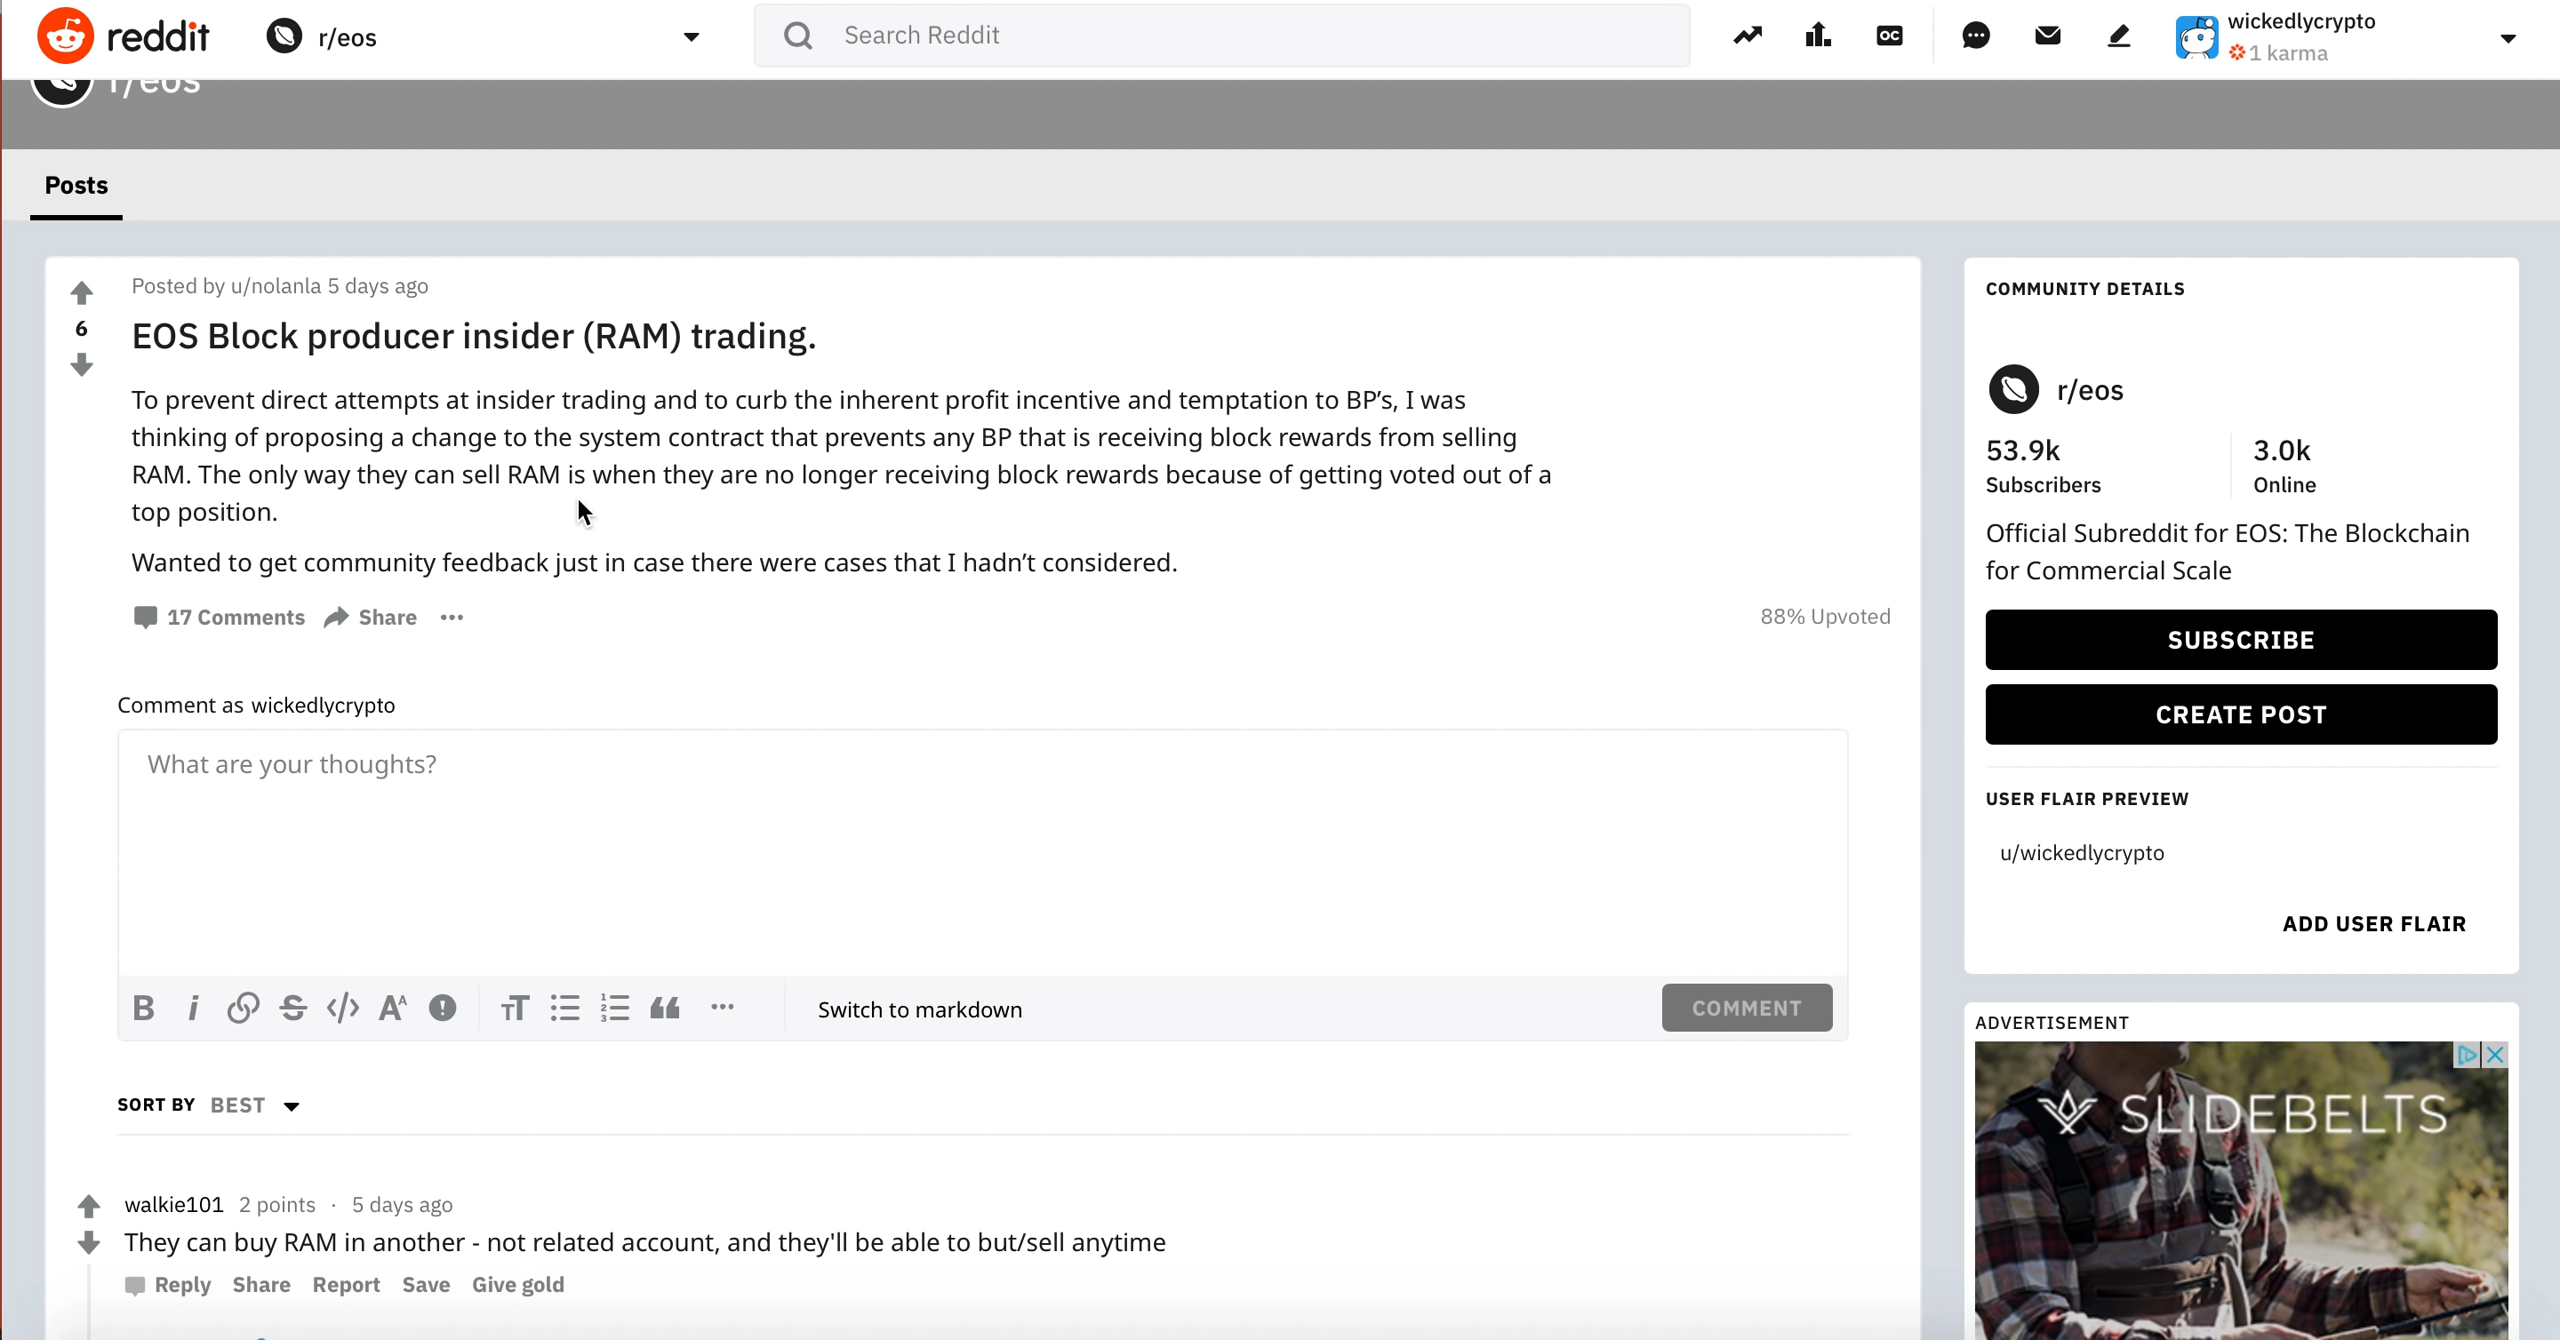 reddit
r/eos
Search Reddit
OC
wickedlycrypto
1 karma
r/eos
Posts
Posted by u/nolanla 5 days ago
6
EOS Block producer insider (RAM) trading.
To prevent direct attempts at insider trading and to curb the inherent profit incentive and temptation to BP’s, I was
thinking of proposing a change to the system contract that prevents any BP that is receiving block rewards from selling
RAM. The only way they can sell RAM is when they are no longer receiving block rewards because of getting voted out of a
top position.
Wanted to get community feedback just in case there were cases that I hadn’t considered.
17 Comments Share
88% Upvoted
Comment as wickedlycrypto
What are your thoughts?
Switch to markdown
COMMENT
SORT BY BEST
walkie101 2 points · 5 days ago
They can buy RAM in another - not related account, and they'll be able to but/sell anytime
Reply Share Report Save Give gold
COMMUNITY DETAILS
r/eos
53.9k 3.0k
Subscribers Online
Official Subreddit for EOS: The Blockchain
for Commercial Scale
SUBSCRIBE
CREATE POST
USER FLAIR PREVIEW
u/wickedlycrypto
ADD USER FLAIR
ADVERTISEMENT
SLIDEBELTS